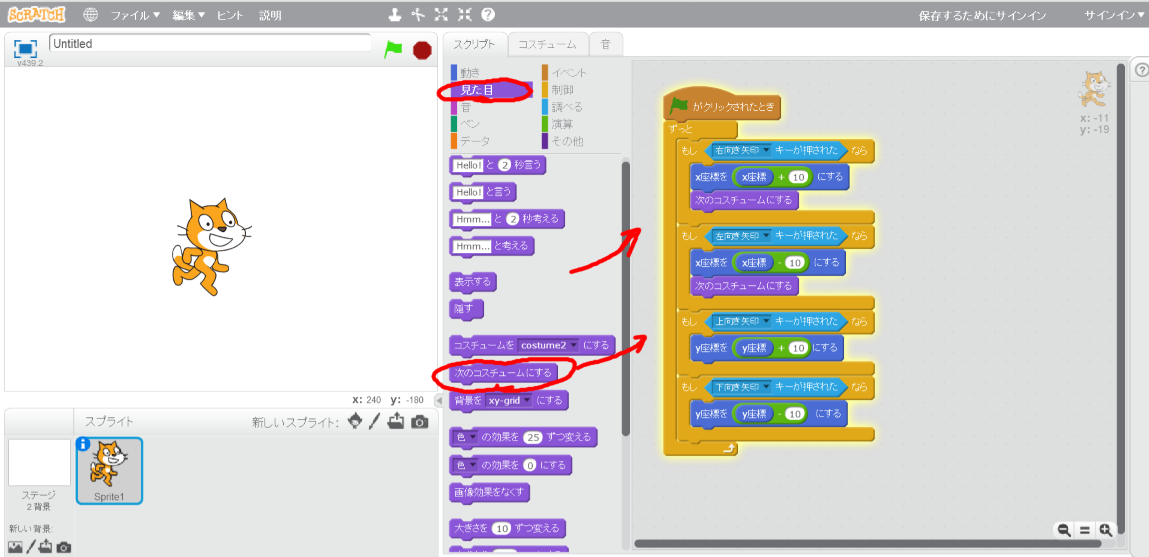 SCRATCH ファイル▼ 編集▼ ヒント 説明 保存するためにサインイン サインイン▼
Untitled
v439.2
X: 240 y: -180
スプライト 新しいスプライト:
ステージ
2 背景
新しい背景:
Sprite1
スクリプト コスチューム 音
動き イベント
見た目 制御
音 調べる
ペン 演算
データ その他
Hello! と 2 秒言う
Hello! と言う
Hmm... と 2 秒考える
Hmm... と考える
表示する
隠す
コスチュームを costume2 にする
次のコスチュームにする
背景を xy-grid にする
色 の効果を 25 ずつ変える
色 の効果を 0 にする
画像効果をなくす
大きさを 10 ずつ変える
がクリックされたとき
ずっと
もし 右向き矢印 キーが押された なら
x座標を x座標 + 10 にする
次のコスチュームにする
もし 左向き矢印 キーが押された なら
x座標を x座標 - 10 にする
次のコスチュームにする
もし 上向き矢印 キーが押された なら
y座標を y座標 + 10 にする
もし 下向き矢印 キーが押された なら
y座標を y座標 - 10 にする
x: -11
y: -19